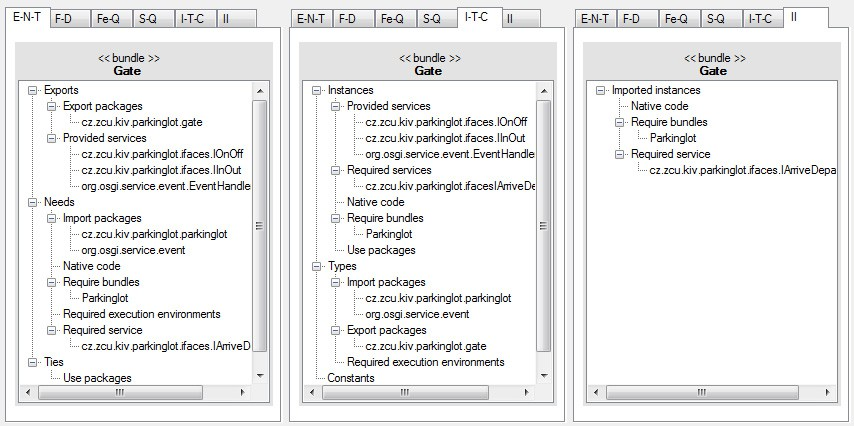 E-N-T F-D Fe-Q S-Q I-T-C II
<< bundle >>
Gate
Exports
Export packages
cz.zcu.kiv.parkinglot.gate
Provided services
cz.zcu.kiv.parkinglot.ifaces.IOnOff
cz.zcu.kiv.parkinglot.ifaces.IInOut
org.osgi.service.event.EventHandle
Needs
Import packages
cz.zcu.kiv.parkinglot.parkinglot
org.osgi.service.event
Native code
Require bundles
Parkinglot
Required execution environments
Required service
cz.zcu.kiv.parkinglot.ifaces.IArriveD
Ties
Use packages
E-N-T F-D Fe-Q S-Q I-T-C II
<< bundle >>
Gate
Instances
Provided services
cz.zcu.kiv.parkinglot.ifaces.IOnOff
cz.zcu.kiv.parkinglot.ifaces.IInOut
org.osgi.service.event.EventHandle
Required services
cz.zcu.kiv.parkinglot.ifacesIArriveDe
Native code
Require bundles
Parkinglot
Use packages
Types
Import packages
cz.zcu.kiv.parkinglot.parkinglot
org.osgi.service.event
Export packages
cz.zcu.kiv.parkinglot.gate
Required execution environments
Constants
E-N-T F-D Fe-Q S-Q I-T-C II
<< bundle >>
Gate
Imported instances
Native code
Require bundles
Parkinglot
Required service
cz.zcu.kiv.parkinglot.ifaces.IArriveDepa